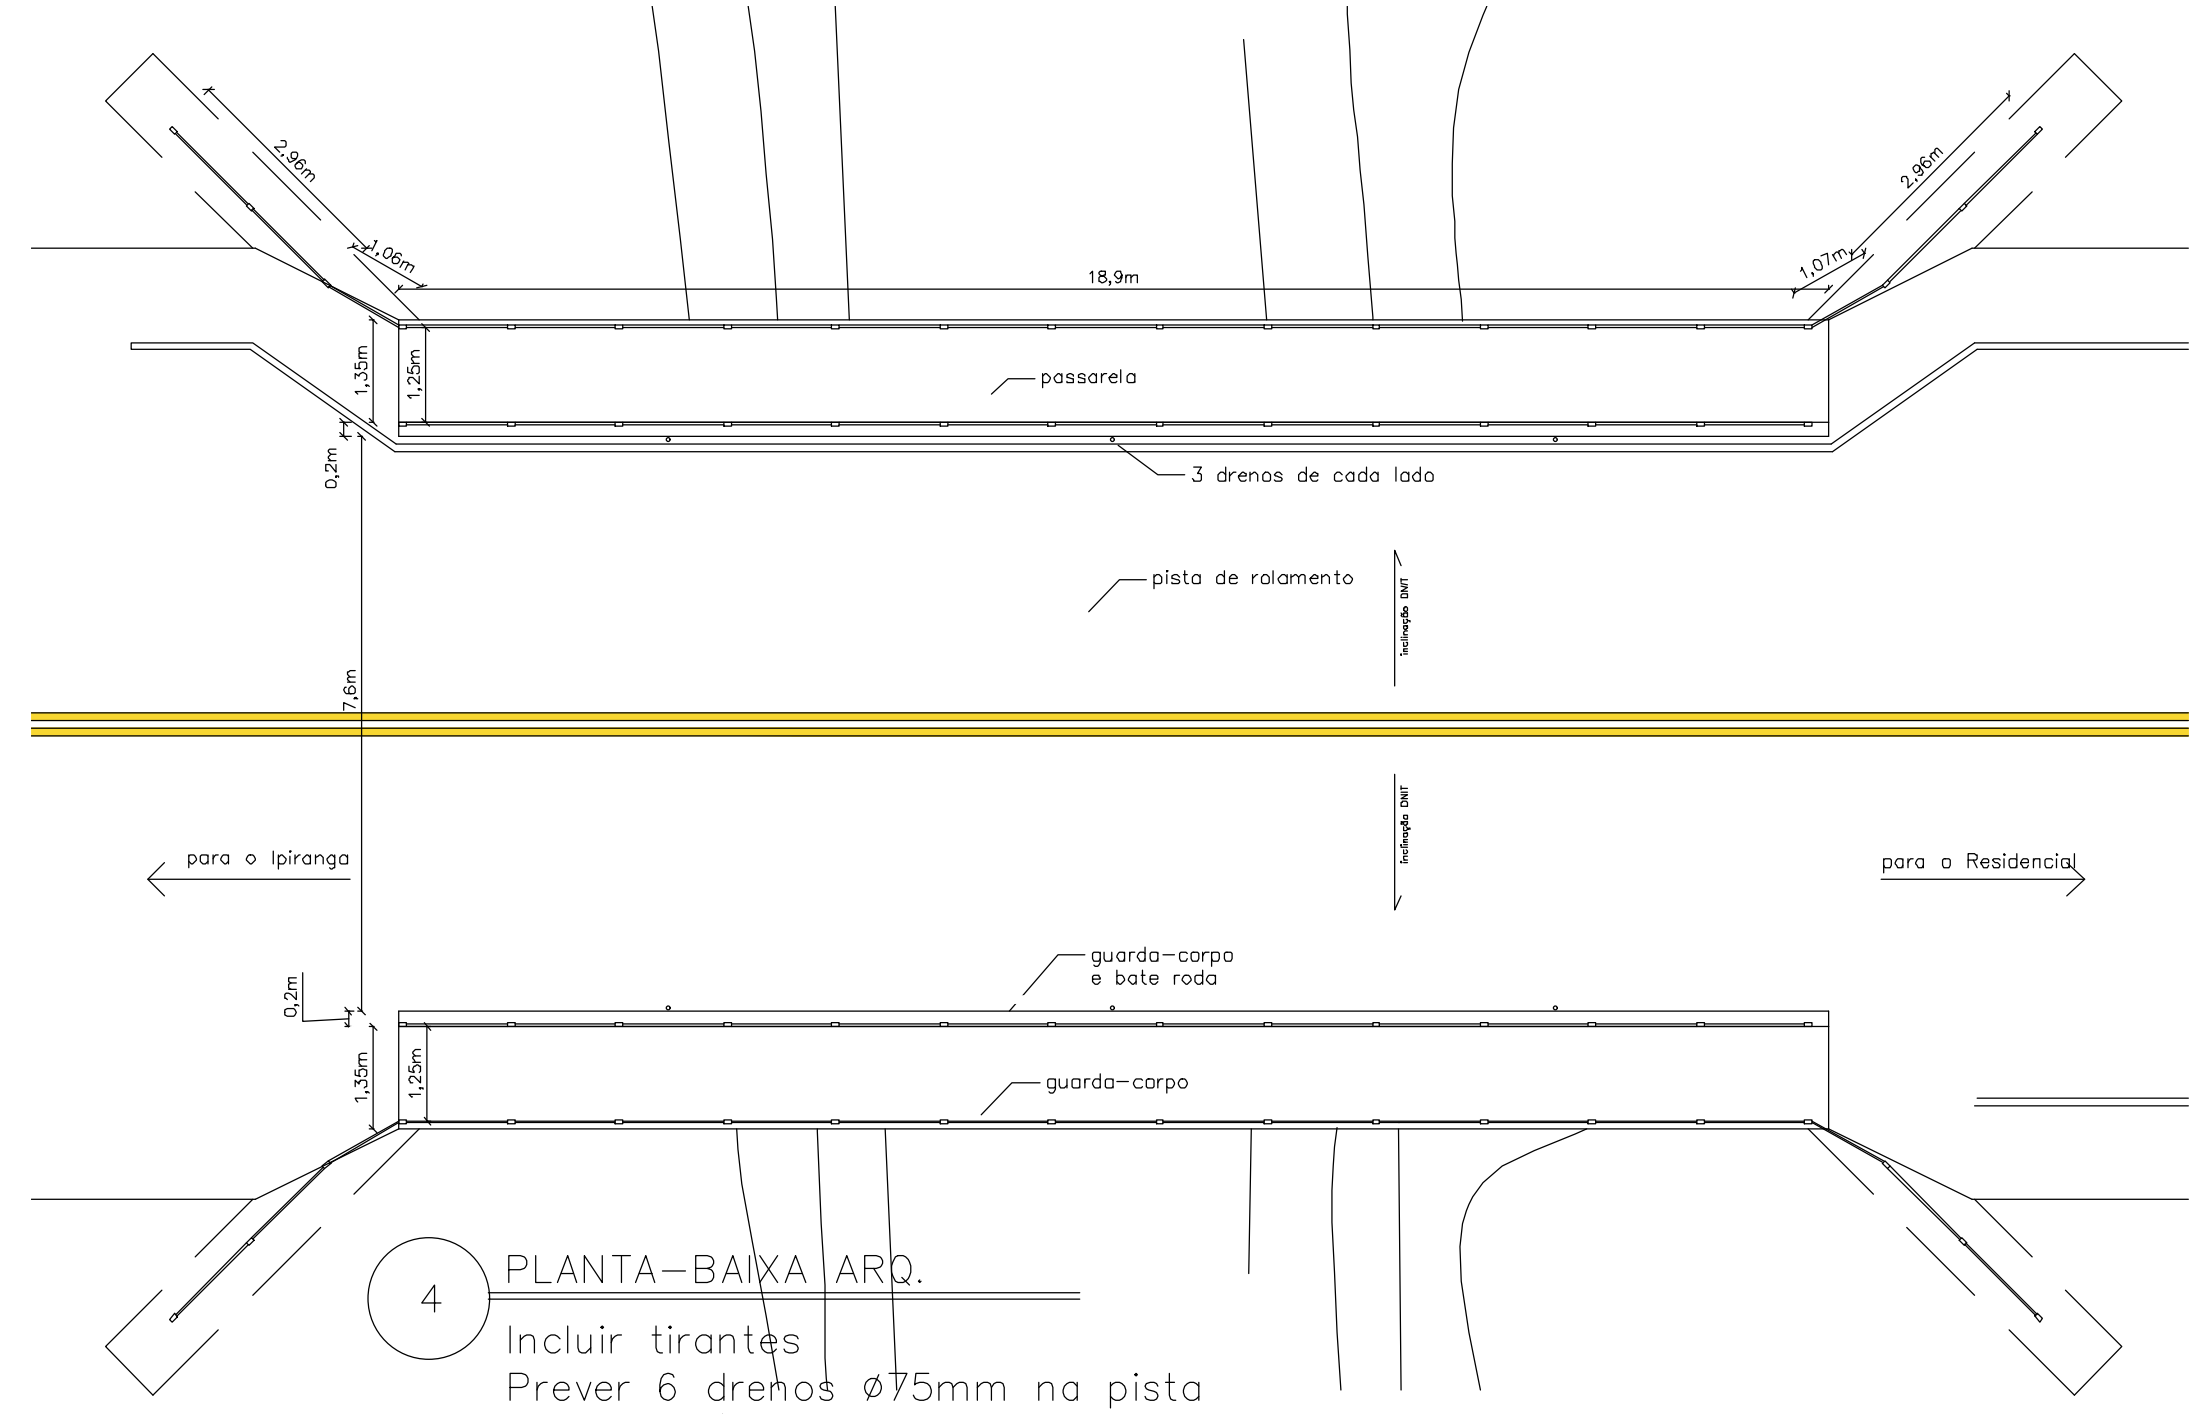 2,96m
2,96m
1,06m
1,07m
18,9m
1,35m
1,25m
passarela
0,2m
3 drenos de cada lado
pista de rolamento
inclinação DNIT
7,6m
inclinação DNIT
para o Ipiranga
para o Residencial
guarda-corpo
e bate roda
0,2m
1,35m
1,25m
guarda-corpo
4
PLANTA-BAIXA ARQ.
Incluir tirantes
Prever 6 drenos ø75mm na pista